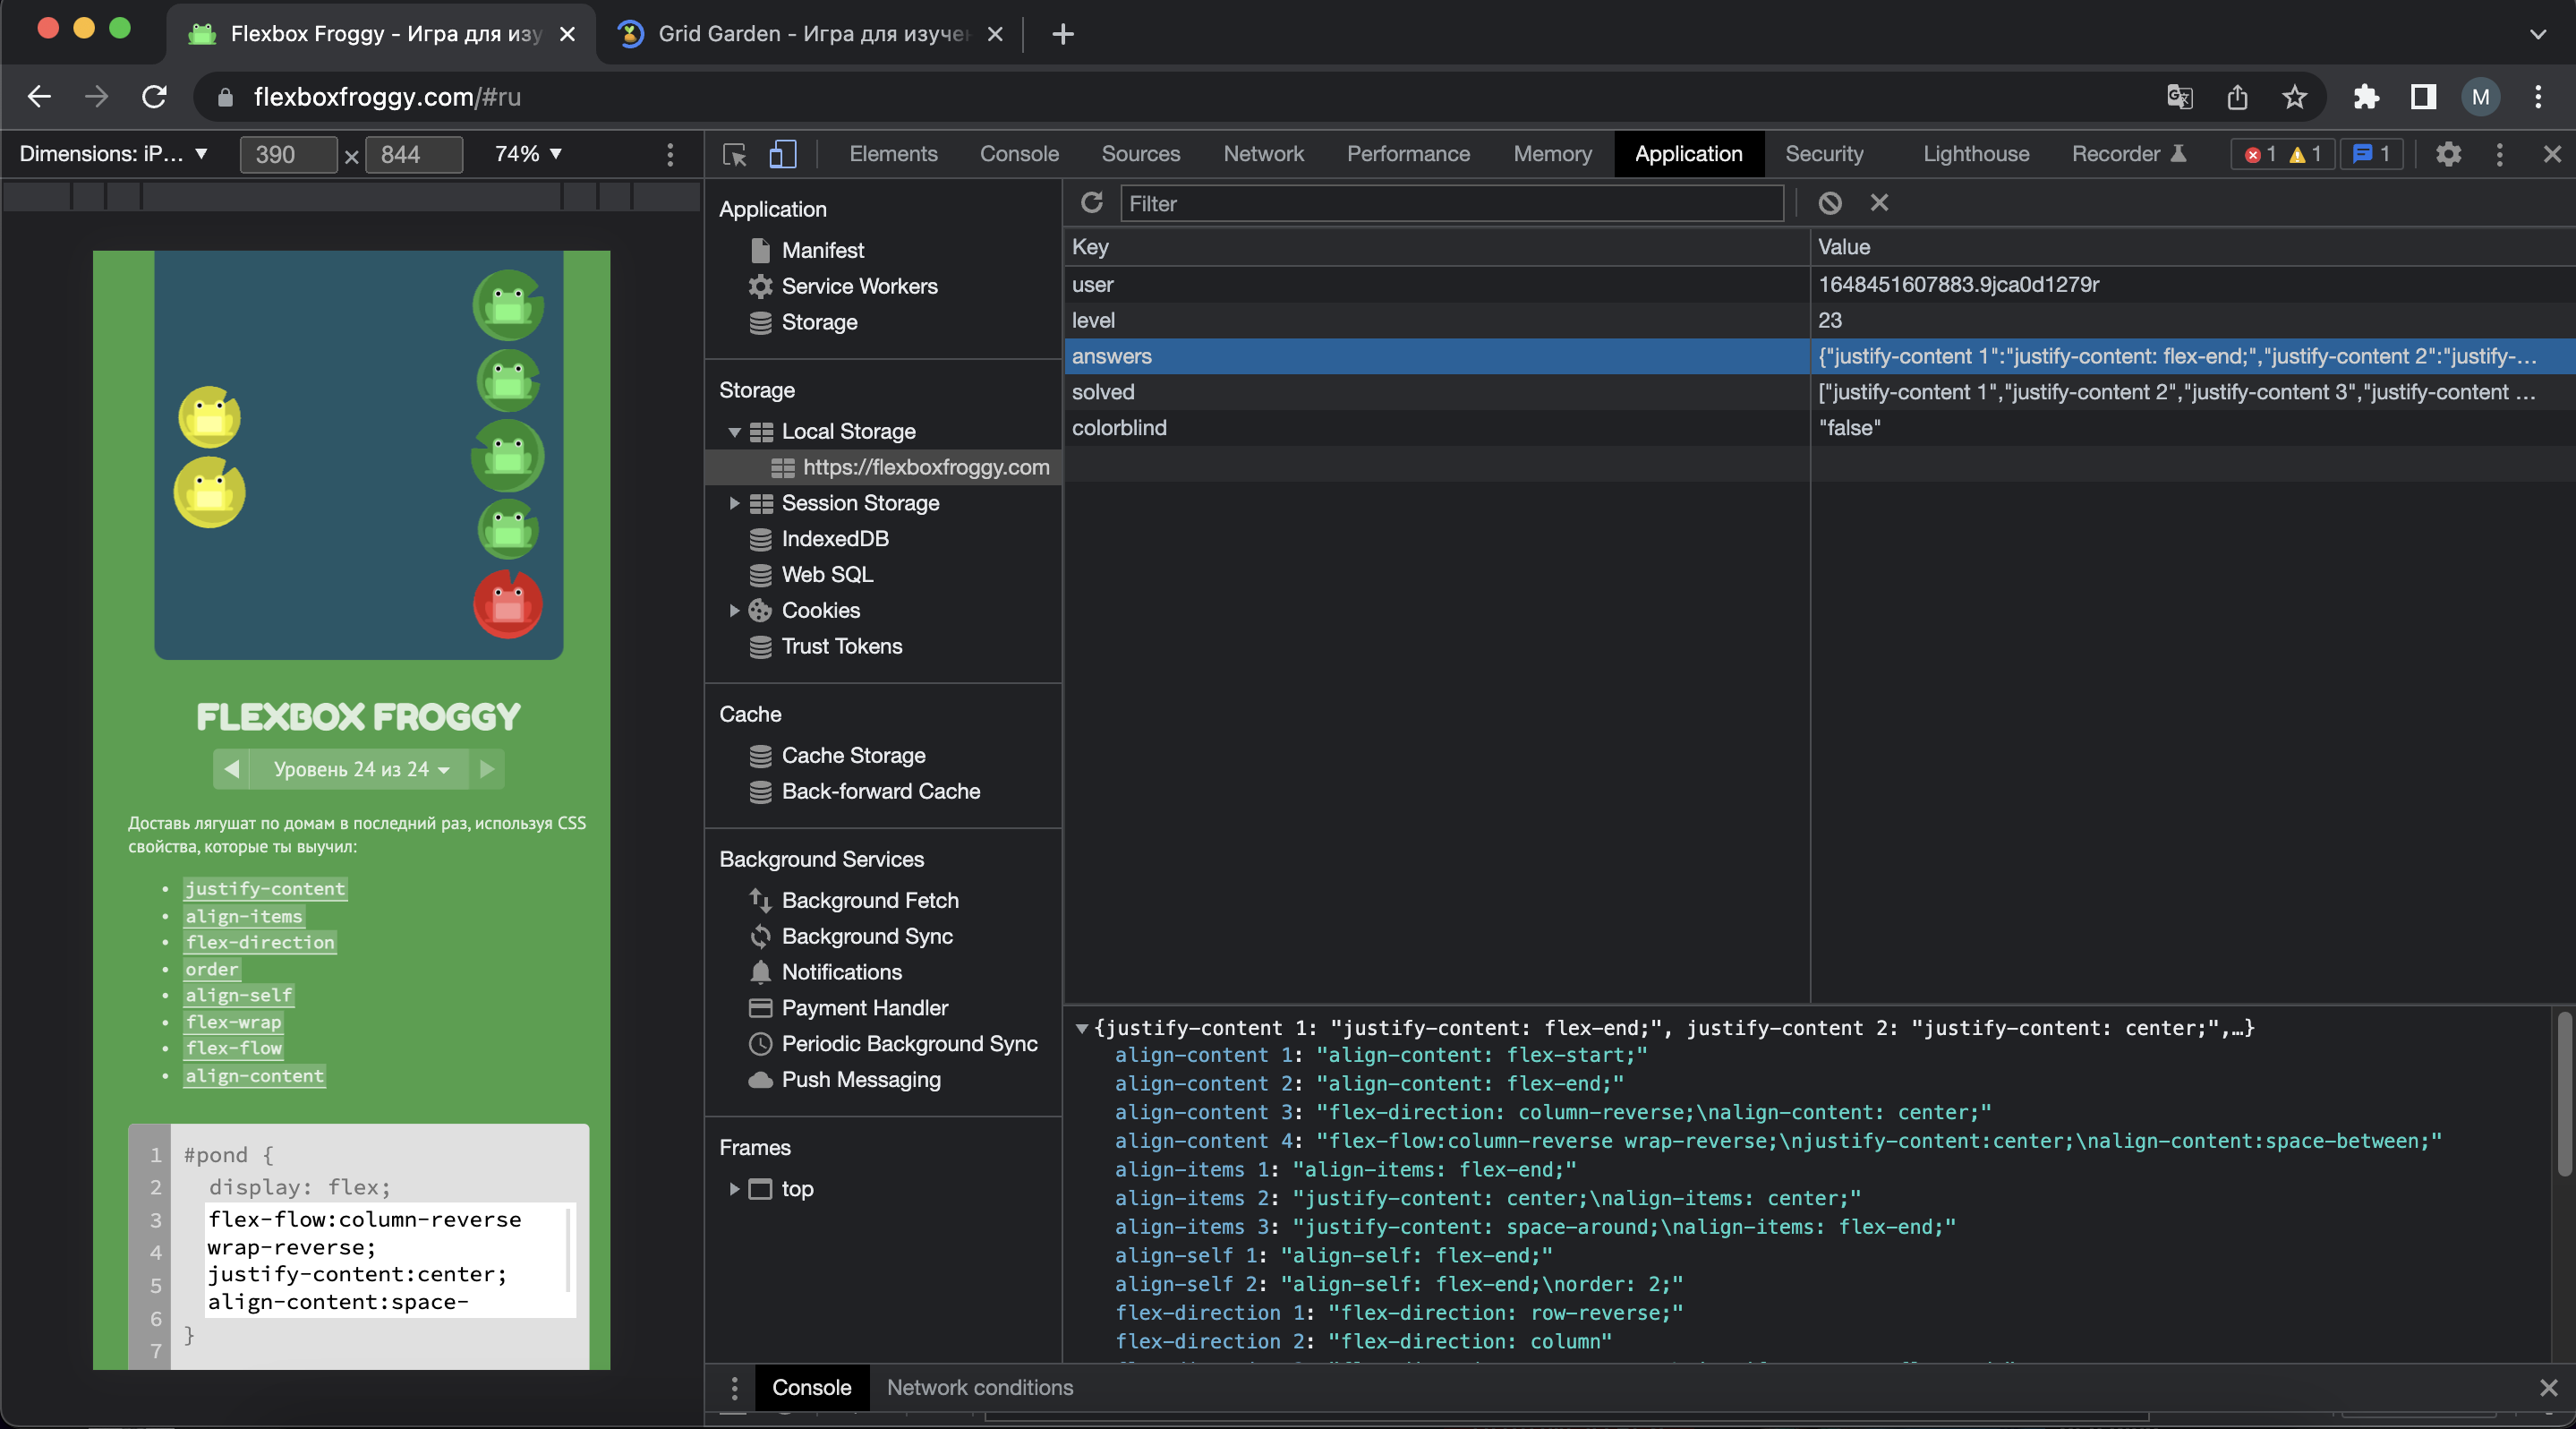 Flexbox Froggy - Игра для изу
Grid Garden - Игра для изуче
flexboxfroggy.com/#ru
M
Dimensions: iP... ▼ 390 × 844 74% ▼
Elements Console Sources Network Performance Memory Application Security Lighthouse Recorder 1 1 1
Application
Manifest
Service Workers
Storage
Storage
Local Storage
https://flexboxfroggy.com
Session Storage
IndexedDB
Web SQL
Cookies
Trust Tokens
Cache
Cache Storage
Back-forward Cache
Background Services
Background Fetch
Background Sync
Notifications
Payment Handler
Periodic Background Sync
Push Messaging
Frames
top
Filter
Key Value
user 1648451607883.9jca0d1279r
level 23
answers {"justify-content 1":"justify-content: flex-end;","justify-content 2":"justify-...
solved ["justify-content 1","justify-content 2","justify-content 3","justify-content ...
colorblind "false"
{justify-content 1: "justify-content: flex-end;", justify-content 2: "justify-content: center;",…}
align-content 1: "align-content: flex-start;"
align-content 2: "align-content: flex-end;"
align-content 3: "flex-direction: column-reverse;\nalign-content: center;"
align-content 4: "flex-flow:column-reverse wrap-reverse;\njustify-content:center;\nalign-content:space-between;"
align-items 1: "align-items: flex-end;"
align-items 2: "justify-content: center;\nalign-items: center;"
align-items 3: "justify-content: space-around;\nalign-items: flex-end;"
align-self 1: "align-self: flex-end;"
align-self 2: "align-self: flex-end;\norder: 2;"
flex-direction 1: "flex-direction: row-reverse;"
flex-direction 2: "flex-direction: column"
Console Network conditions
FLEXBOX FROGGY
Уровень 24 из 24
Доставь лягушат по домам в последний раз, используя CSS
свойства, которые ты выучил:
• justify-content
• align-items
• flex-direction
• order
• align-self
• flex-wrap
• flex-flow
• align-content
1 #pond {
2 display: flex;
3 flex-flow:column-reverse
4 wrap-reverse;
5 justify-content:center;
6 align-content:space-
7 }